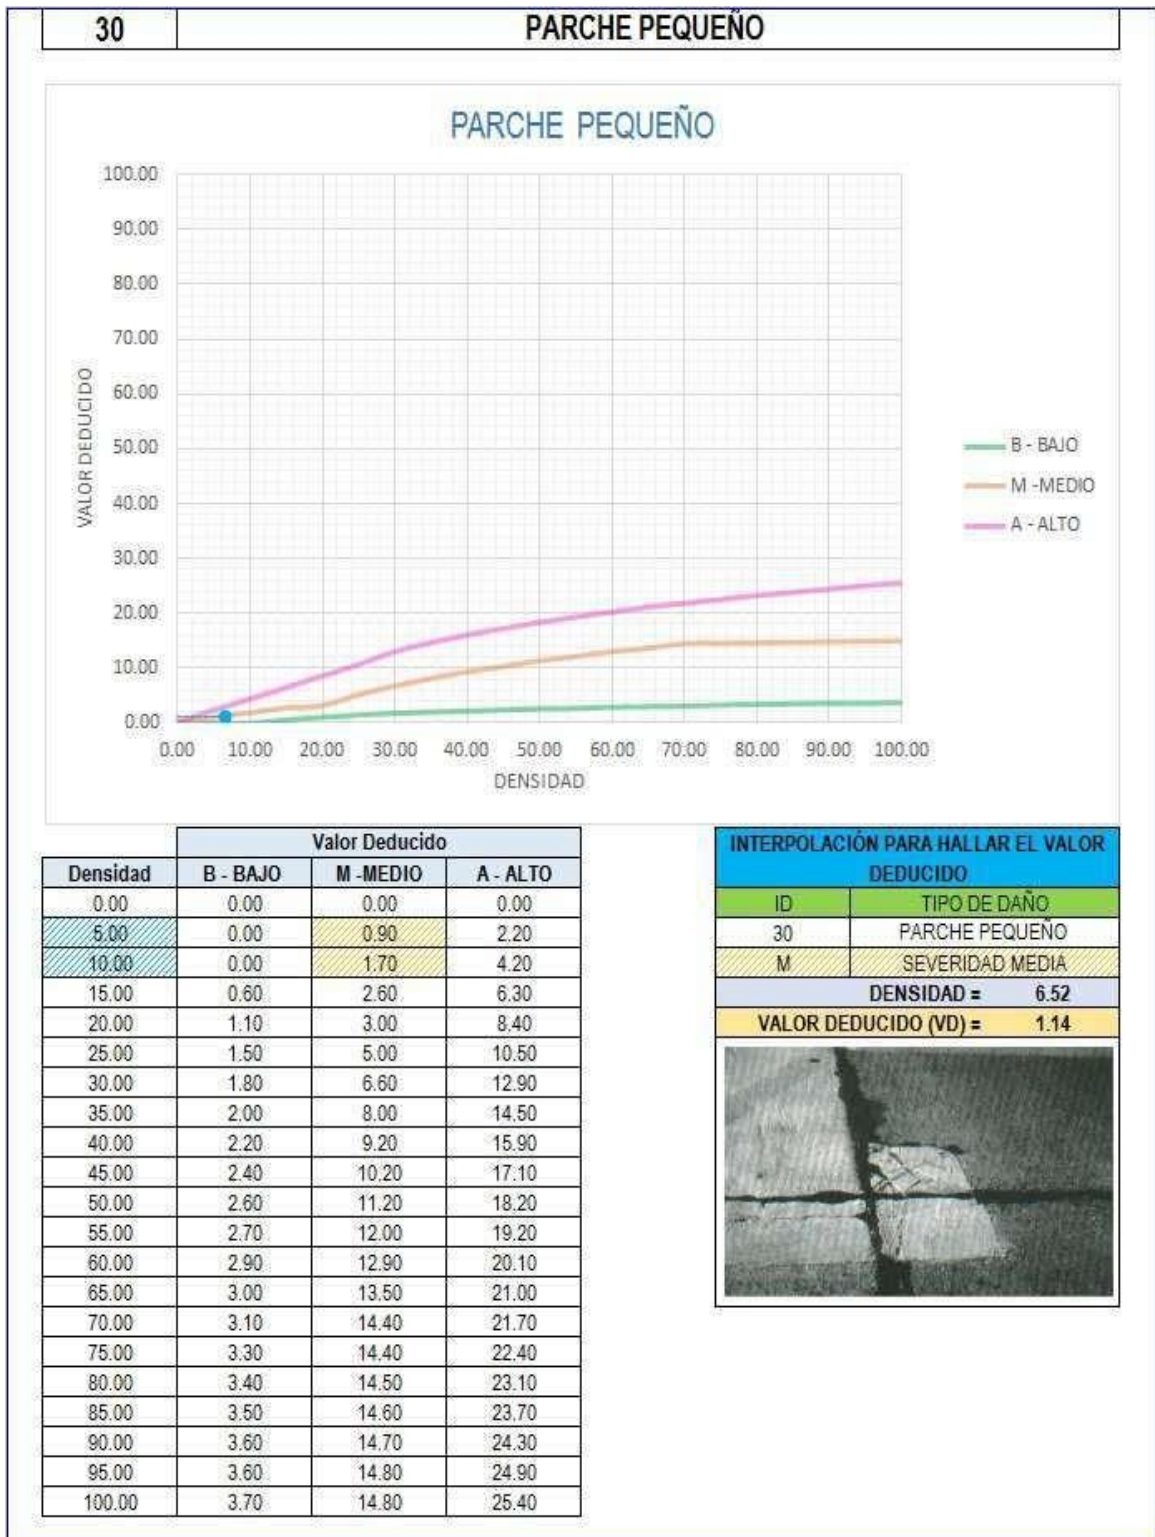 30 PARCHE PEQUEÑO
PARCHE PEQUEÑO
100.00
90.00
80.00
70.00
60.00
50.00
40.00
30.00
20.00
10.00
0.00
VALOR DEDUCIDO
0.00 10.00 20.00 30.00 40.00 50.00 60.00 70.00 80.00 90.00 100.00
DENSIDAD
B - BAJO
M -MEDIO
A - ALTO
Valor Deducido
Densidad B - BAJO M -MEDIO A - ALTO
0.00 0.00 0.00 0.00
5.00 0.00 0.90 2.20
10.00 0.00 1.70 4.20
15.00 0.60 2.60 6.30
20.00 1.10 3.00 8.40
25.00 1.50 5.00 10.50
30.00 1.80 6.60 12.90
35.00 2.00 8.00 14.50
40.00 2.20 9.20 15.90
45.00 2.40 10.20 17.10
50.00 2.60 11.20 18.20
55.00 2.70 12.00 19.20
60.00 2.90 12.90 20.10
65.00 3.00 13.50 21.00
70.00 3.10 14.40 21.70
75.00 3.30 14.40 22.40
80.00 3.40 14.50 23.10
85.00 3.50 14.60 23.70
90.00 3.60 14.70 24.30
95.00 3.60 14.80 24.90
100.00 3.70 14.80 25.40
INTERPOLACIÓN PARA HALLAR EL VALOR
DEDUCIDO
ID TIPO DE DAÑO
30 PARCHE PEQUEÑO
M SEVERIDAD MEDIA
DENSIDAD = 6.52
VALOR DEDUCIDO (VD) = 1.14